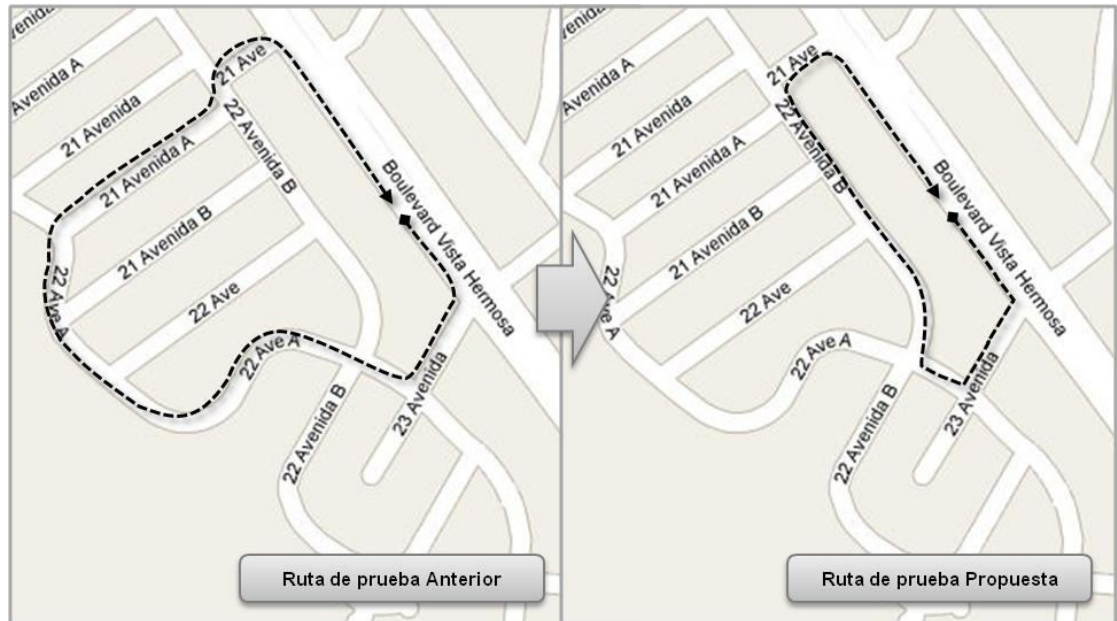 Avenida A
21 Avenida
21 Ave
21 Avenida A
22 Avenida B
21 Avenida B
22 Ave
22 Ave A
22 Ave A
Boulevard Vista Hermosa
22 Avenida B
23 Avenida
Ruta de prueba Anterior
Avenida A
21 Avenida
21 Ave
21 Avenida A
22 Avenida B
21 Avenida B
22 Ave
22 Ave A
22 Ave A
Boulevard Vista Hermosa
22 Avenida B
23 Avenida
Ruta de prueba Propuesta